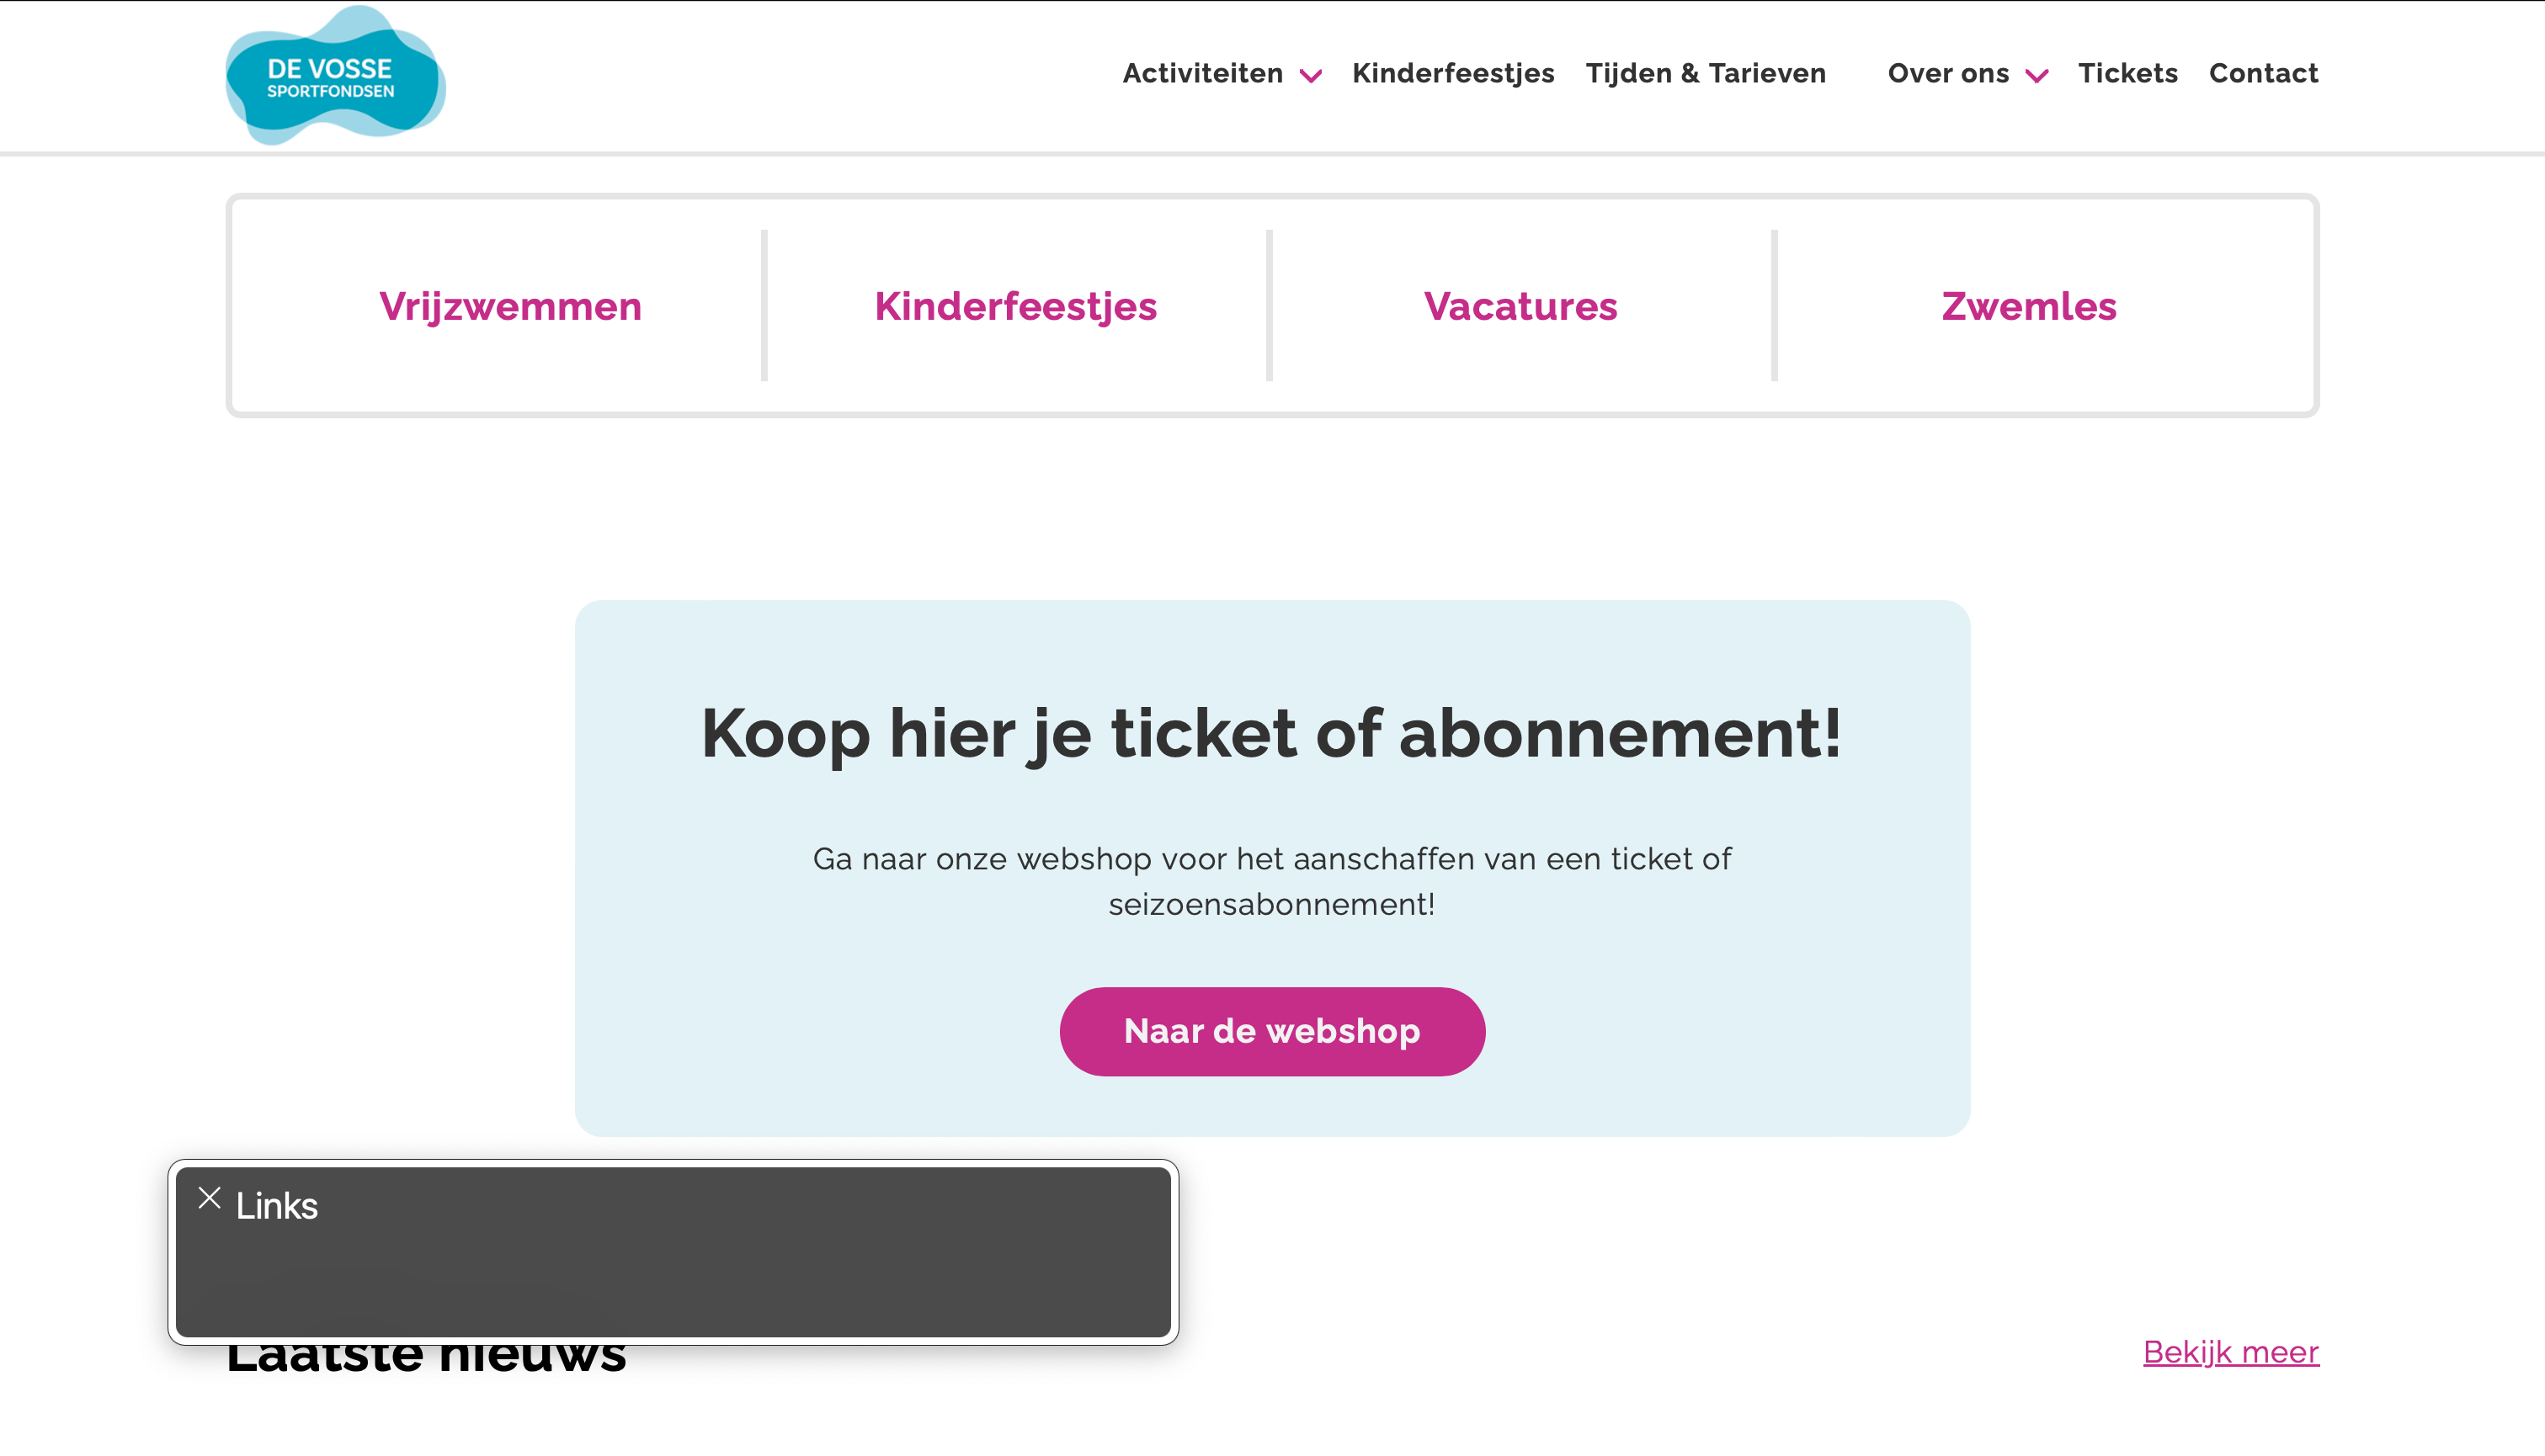 DE VOSSE
SPORTFONDSEN
Activiteiten Kinderfeestjes Tijden & Tarieven Over ons Tickets Contact
Vrijzwemmen Kinderfeestjes Vacatures Zwemles
Koop hier je ticket of abonnement!
Ga naar onze webshop voor het aanschaffen van een ticket of
seizoensabonnement!
Naar de webshop
Links
Laatste nieuws
Bekijk meer